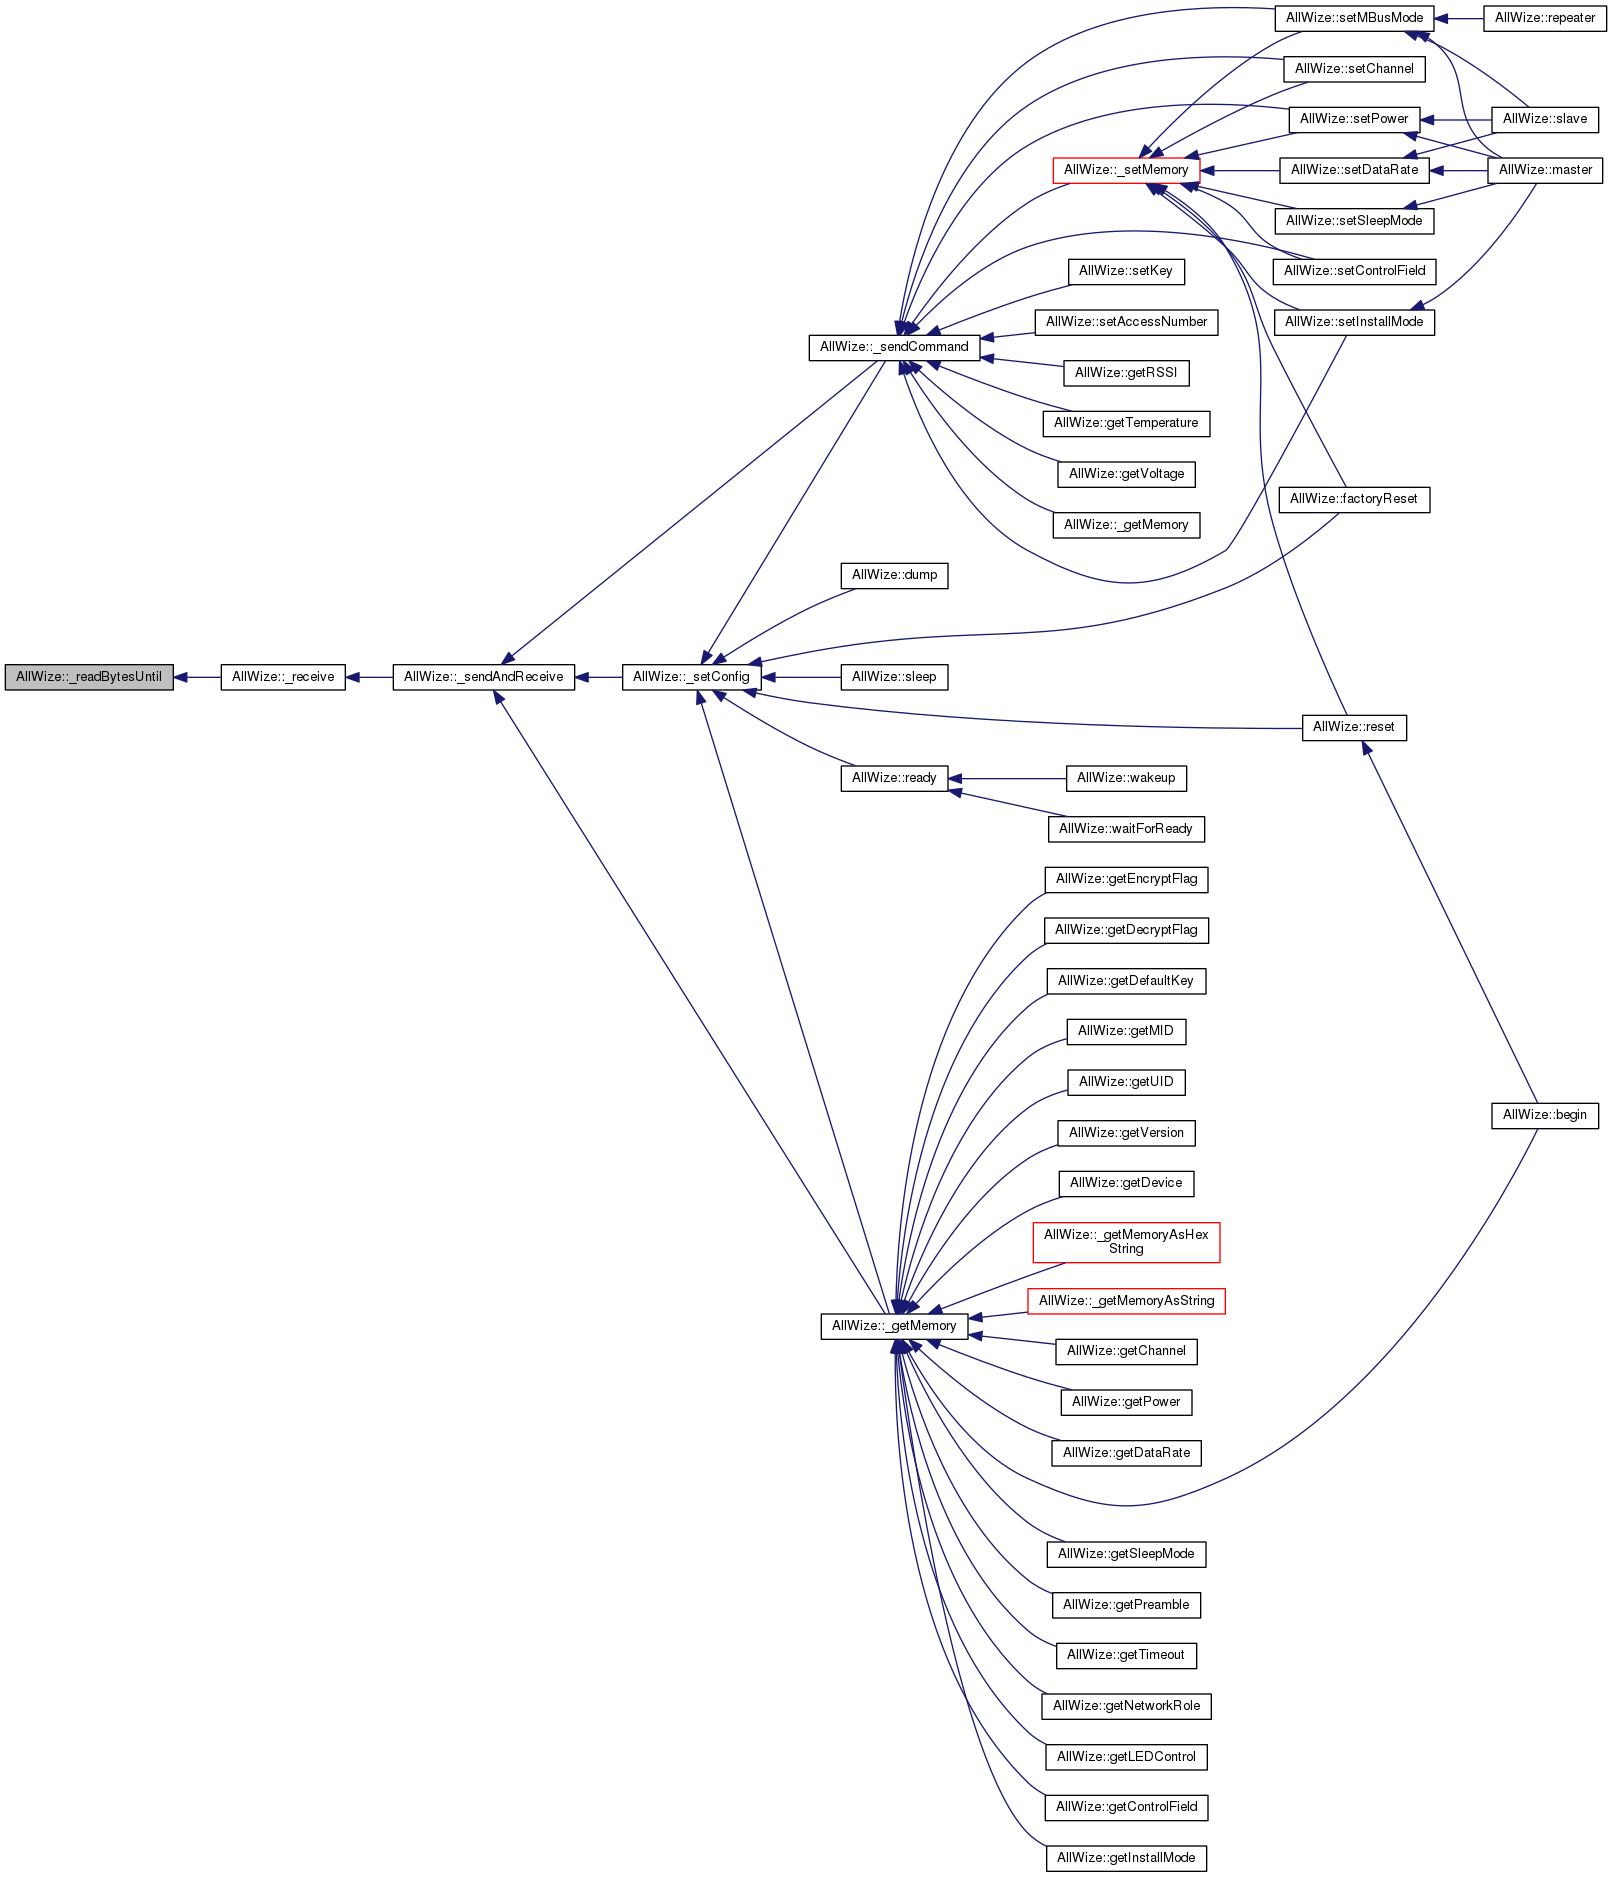 AllWize::_readBytesUntil
AllWize::_receive
AllWize::_sendAndReceive
AllWize::_setConfig
AllWize::_sendCommand
AllWize::dump
AllWize::sleep
AllWize::ready
AllWize::_getMemory
AllWize::_setMemory
AllWize::setKey
AllWize::setAccessNumber
AllWize::getRSSI
AllWize::getTemperature
AllWize::getVoltage
AllWize::_getMemory
AllWize::wakeup
AllWize::waitForReady
AllWize::getEncryptFlag
AllWize::getDecryptFlag
AllWize::getDefaultKey
AllWize::getMID
AllWize::getUID
AllWize::getVersion
AllWize::getDevice
AllWize::_getMemoryAsHex
String
AllWize::_getMemoryAsString
AllWize::getChannel
AllWize::getPower
AllWize::getDataRate
AllWize::getSleepMode
AllWize::getPreamble
AllWize::getTimeout
AllWize::getNetworkRole
AllWize::getLEDControl
AllWize::getControlField
AllWize::getInstallMode
AllWize::setMBusMode
AllWize::setChannel
AllWize::setPower
AllWize::setDataRate
AllWize::setSleepMode
AllWize::setControlField
AllWize::setInstallMode
AllWize::factoryReset
AllWize::reset
AllWize::repeater
AllWize::slave
AllWize::master
AllWize::begin